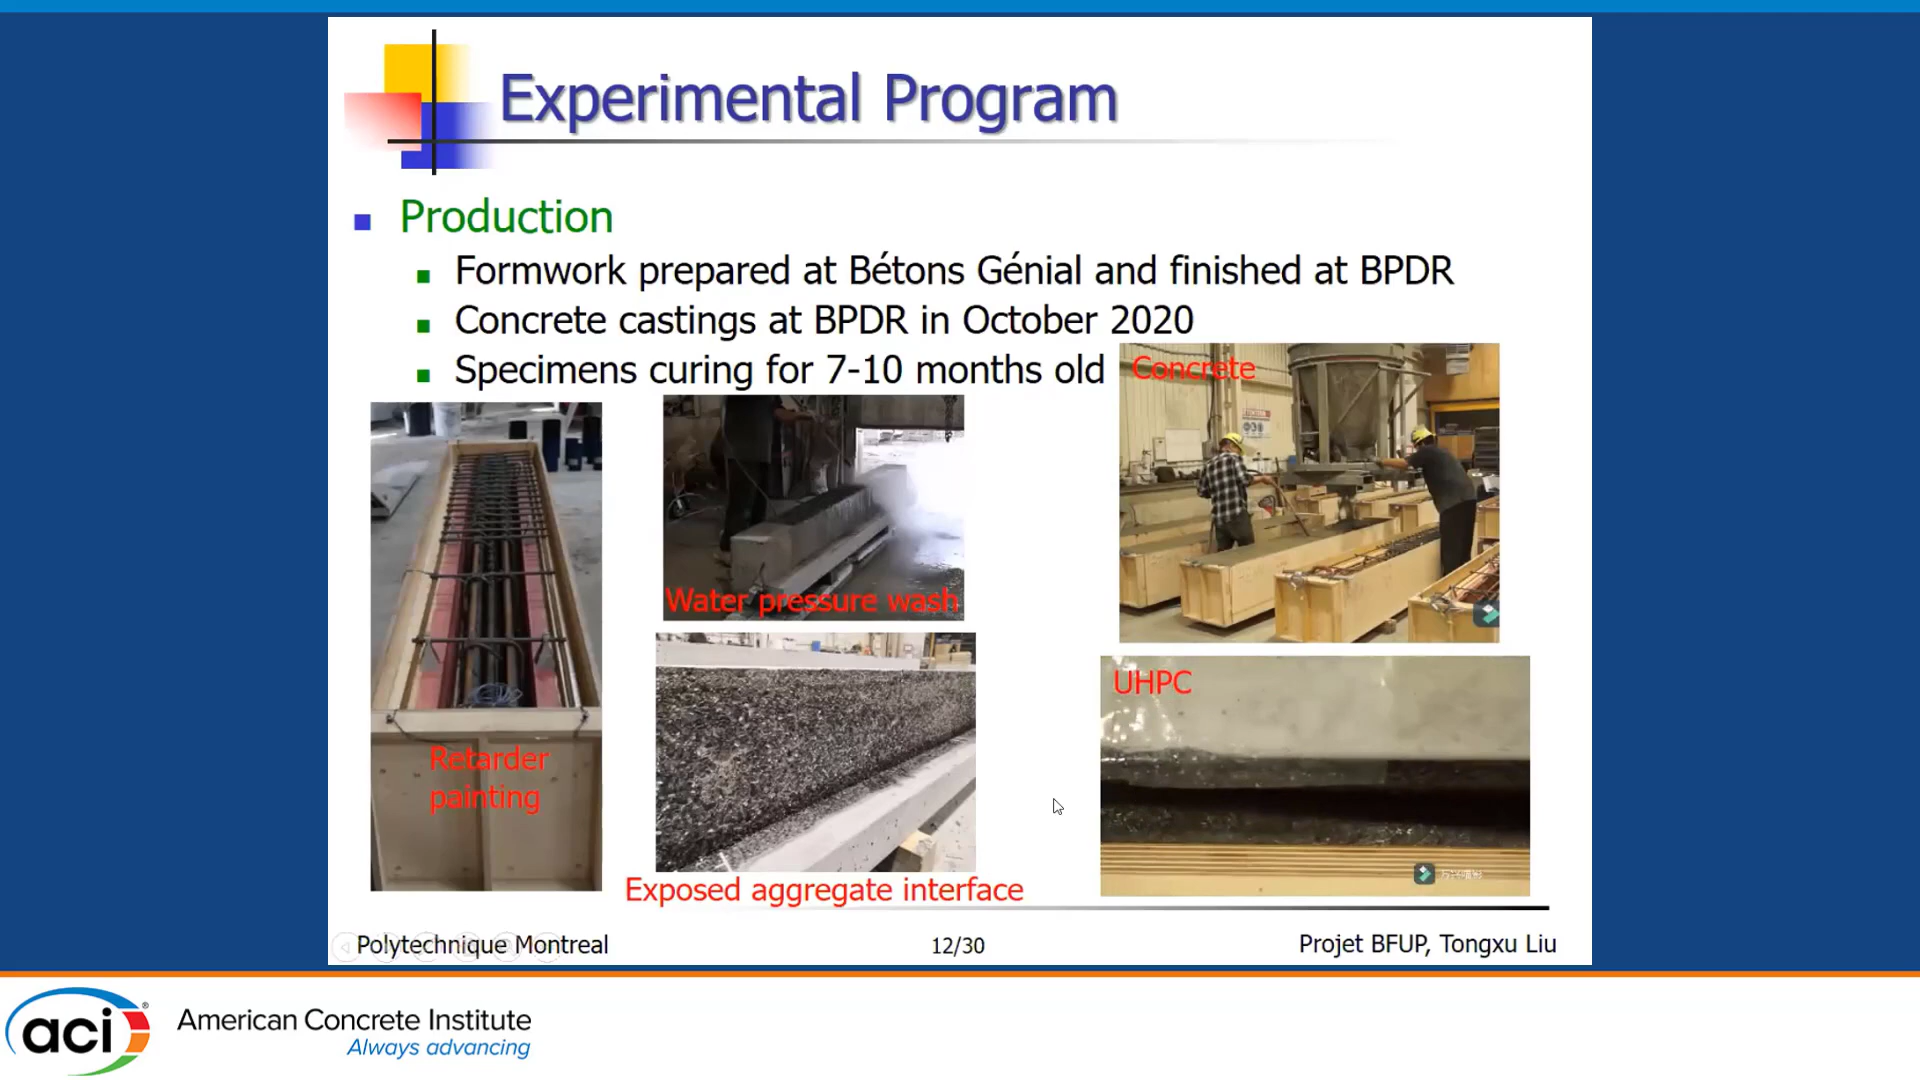 Experimental Program
Production
Formwork prepared at Bétons Génial and finished at BPDR
Concrete castings at BPDR in October 2020
Specimens curing for 7-10 months old
Concrete
Water pressure wash
UHPC
Retarder
painting
Exposed aggregate interface
Polytechnique Montreal
12/30
Projet BFUP, Tongxu Liu
aci®
American Concrete Institute
Always advancing